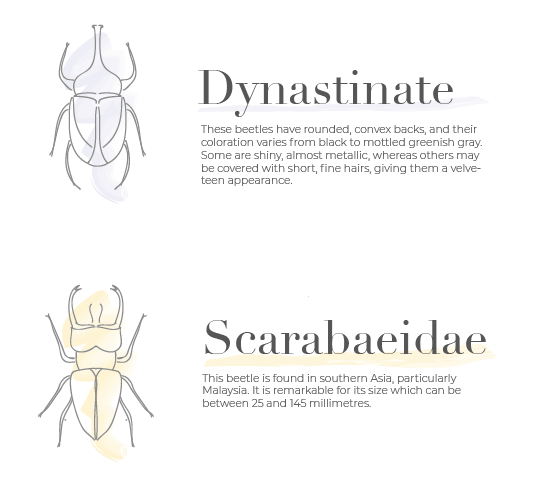 Dynastinate
These beetles have rounded, convex backs, and their
coloration varies from black to mottled greenish gray.
Some are shiny, almost metallic, whereas others may
be covered with short, fine hairs, giving them a velve-
teen appearance.
Scarabaeidae
This beetle is found in southern Asia, particularly
Malaysia. It is remarkable for its size which can be
between 25 and 145 millimetres.